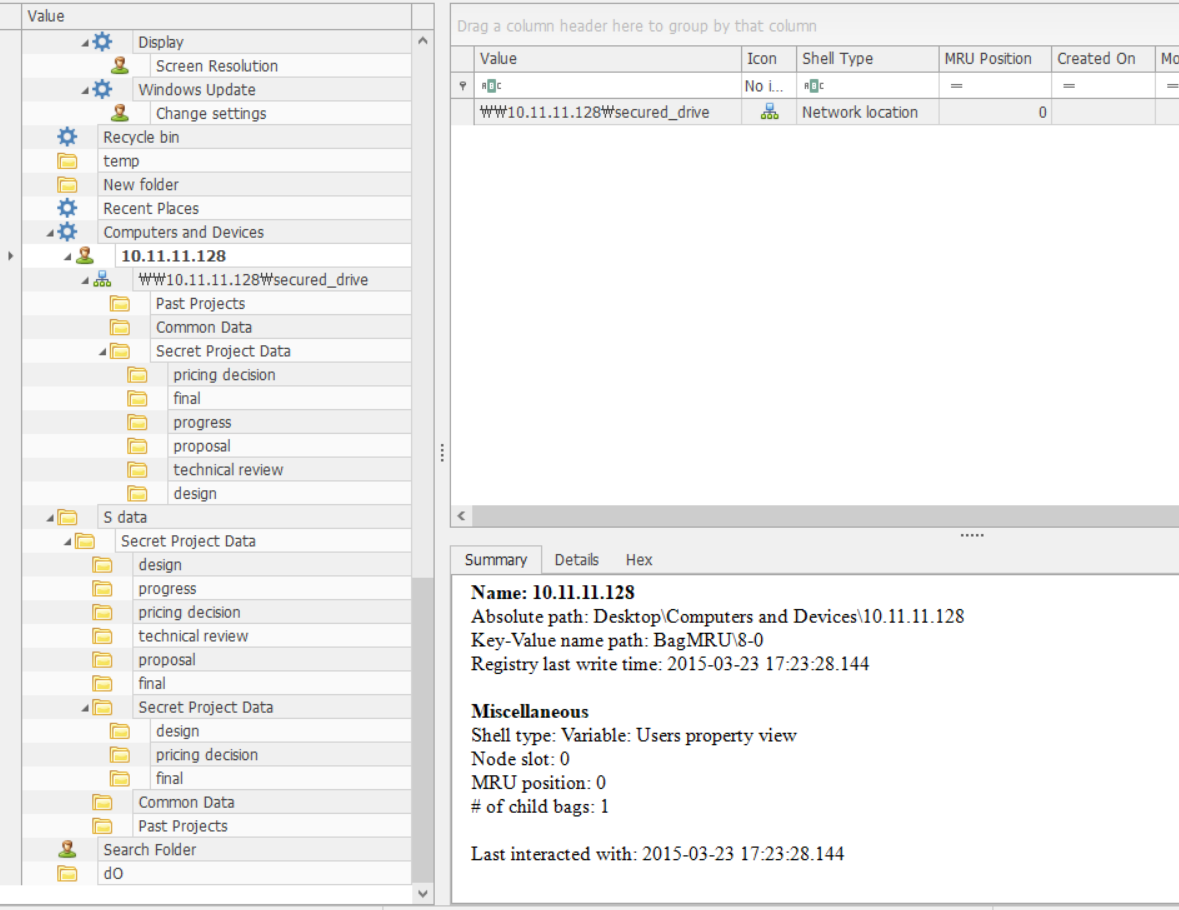 Value
Display
Screen Resolution
Windows Update
Change settings
Recycle bin
temp
New folder
Recent Places
Computers and Devices
10.11.11.128
₩₩10.11.11.128₩secured_drive
Past Projects
Common Data
Secret Project Data
pricing decision
final
progress
proposal
technical review
design
S data
Secret Project Data
design
progress
pricing decision
technical review
proposal
final
Secret Project Data
design
pricing decision
final
Common Data
Past Projects
Search Folder
dO
Drag a column header here to group by that column
Value Icon Shell Type MRU Position Created On Mo
ABC No i... ABC = = =
₩₩10.11.11.128₩secured_drive Network location 0
Summary Details Hex
Name: 10.11.11.128
Absolute path: Desktop\Computers and Devices\10.11.11.128
Key-Value name path: BagMRU\8-0
Registry last write time: 2015-03-23 17:23:28.144
Miscellaneous
Shell type: Variable: Users property view
Node slot: 0
MRU position: 0
# of child bags: 1
Last interacted with: 2015-03-23 17:23:28.144